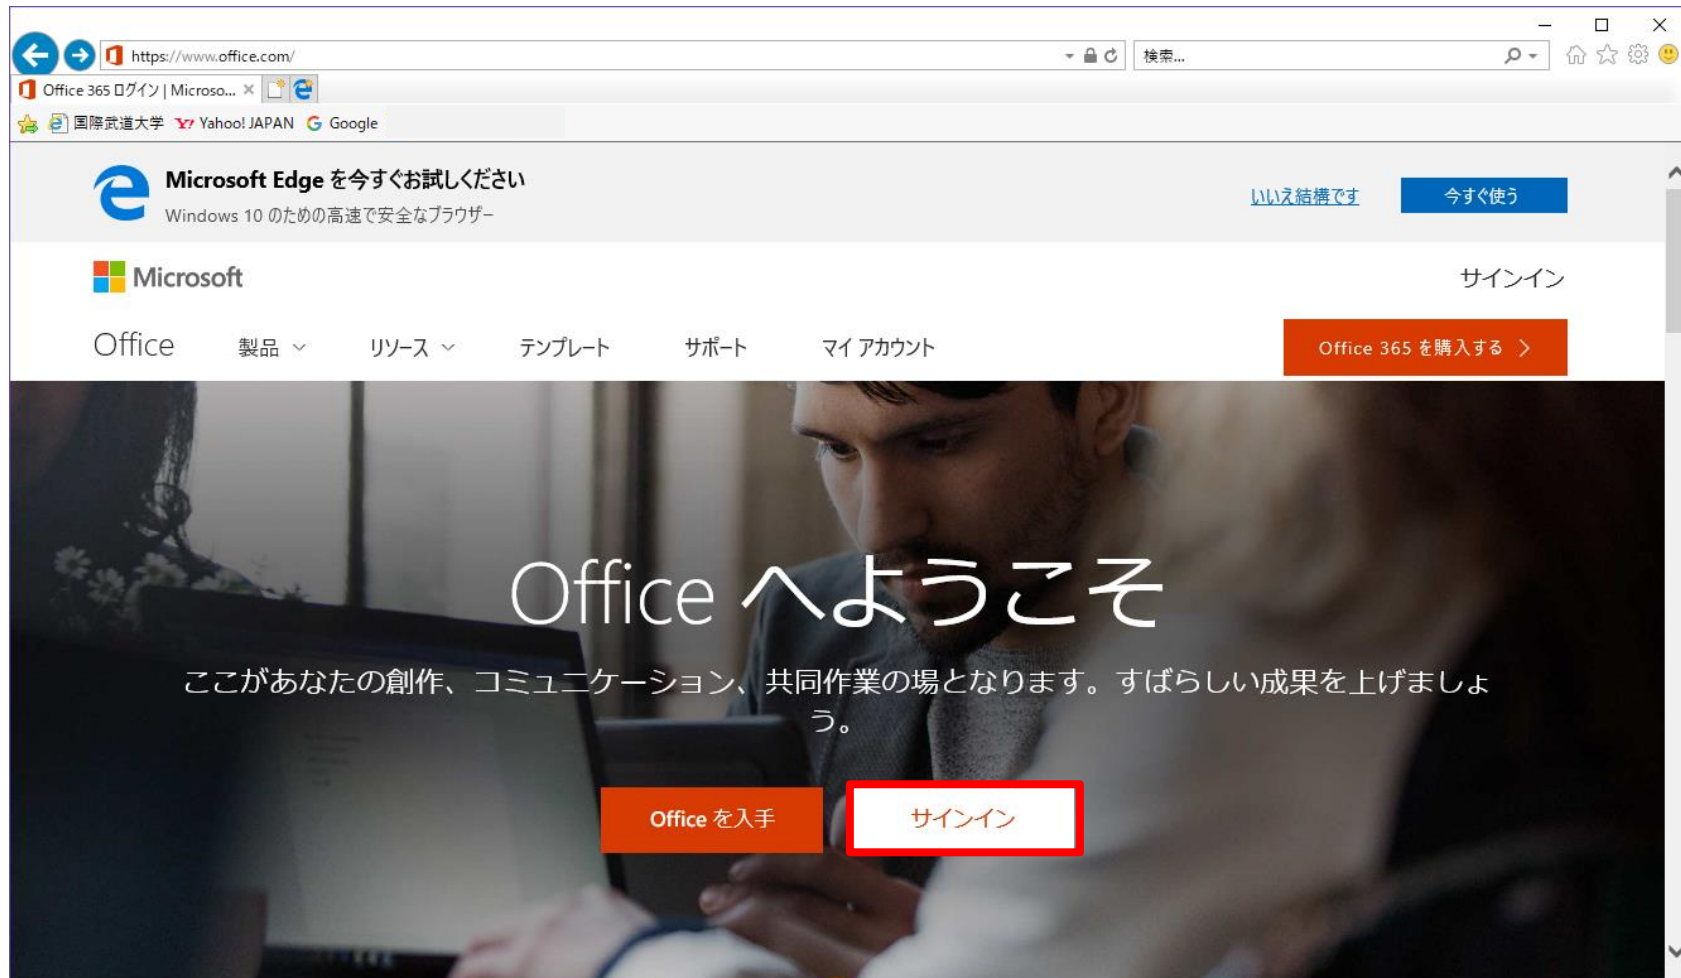 https://www.office.com/
検索...
Office 365 ログイン | Microso...
国際武道大学 Yahoo! JAPAN Google
Microsoft Edge を今すぐお試しください
Windows 10 のための高速で安全なブラウザー
いいえ結構です
今すぐ使う
Microsoft
サインイン
Office 製品 リソース テンプレート サポート マイ アカウント
Office 365 を購入する
Office へようこそ
ここがあなたの創作、コミュニケーション、共同作業の場となります。すばらしい成果を上げましょ
う。
Office を入手
サインイン